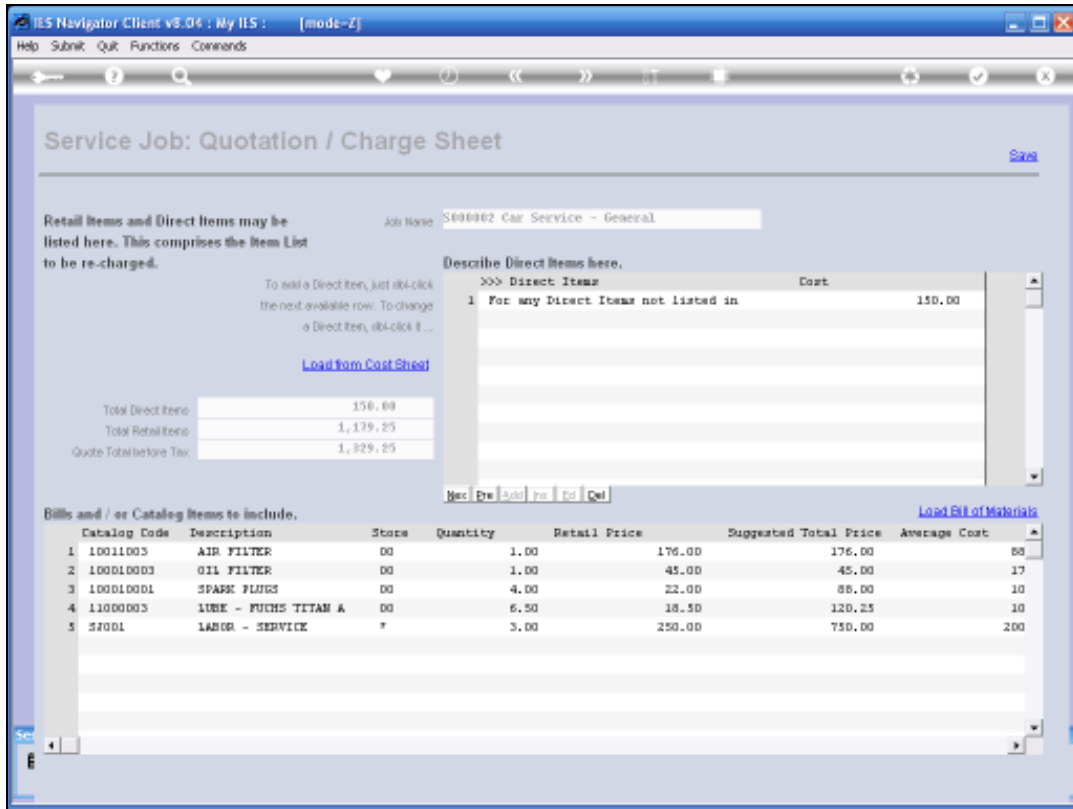 IES Navigator Client v8.04 : My IES : [mode=Z]
Help Submit Quit Functions Commands
Service Job: Quotation / Charge Sheet
Save
Retail Items and Direct Items may be
listed here. This comprises the Item List
to be re-charged.
Job Name S000002 Car Service - General
To add a Direct Item, just dbl-click
the next available row. To change
a Direct Item, dbl-click it ...
Load from Cost Sheet
Describe Direct Items here.
>>> Direct Items Cost
1 For any Direct Items not listed in 150.00
Total Direct Items 150.00
Total Retail Items 1,179.25
Quote Total before Tax 1,329.25
Nex Pre Add Ins Ed Del
Bills and / or Catalog Items to include.
Load Bill of Materials
Catalog Code Description Store Quantity Retail Price Suggested Total Price Average Cost
1 10011003 AIR FILTER 00 1.00 176.00 176.00 88
2 100010003 OIL FILTER 00 1.00 45.00 45.00 17
3 100010001 SPARK PLUGS 00 4.00 22.00 88.00 10
4 11000003 LUBE - FUCHS TITAN A 00 6.50 18.50 120.25 10
5 SJ001 LABOR - SERVICE * 3.00 250.00 750.00 200